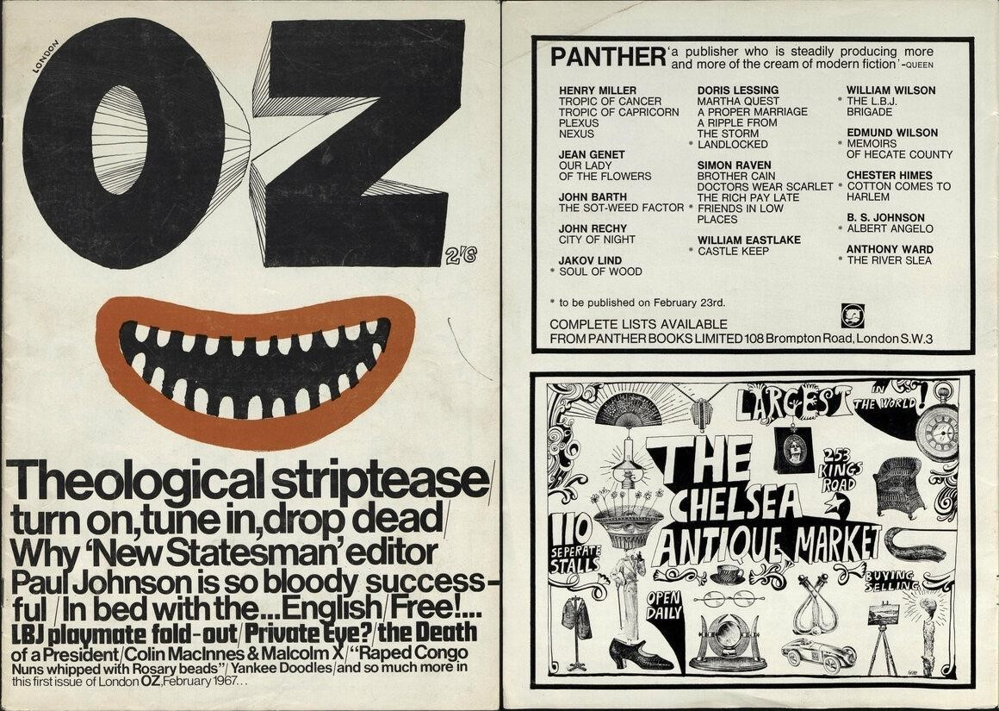 LONDON
OZ
2'6
Theological striptease/
turn on,tune in,drop dead/
Why 'New Statesman' editor
Paul Johnson is so bloody success-
ful/In bed with the...English/Free!...
LBJ playmate fold-out/Private Eye?/the Death
of a President/Colin MacInnes & Malcolm X/"Raped Congo
Nuns whipped with Rosary beads"/Yankee Doodles/and so much more in
this first issue of London OZ,February 1967...
PANTHER 'a publisher who is steadily producing more
and more of the cream of modern fiction'-QUEEN
HENRY MILLER
TROPIC OF CANCER
TROPIC OF CAPRICORN
PLEXUS
NEXUS
JEAN GENET
OUR LADY
OF THE FLOWERS
JOHN BARTH
THE SOT-WEED FACTOR
JOHN RECHY
CITY OF NIGHT
JAKOV LIND
* SOUL OF WOOD
DORIS LESSING
MARTHA QUEST
A PROPER MARRIAGE
A RIPPLE FROM
THE STORM
* LANDLOCKED
SIMON RAVEN
BROTHER CAIN
DOCTORS WEAR SCARLET
THE RICH PAY LATE
* FRIENDS IN LOW
PLACES
WILLIAM EASTLAKE
* CASTLE KEEP
WILLIAM WILSON
* THE L.B.J.
BRIGADE
EDMUND WILSON
* MEMOIRS
OF HECATE COUNTY
CHESTER HIMES
* COTTON COMES TO
HARLEM
B. S. JOHNSON
* ALBERT ANGELO
ANTHONY WARD
* THE RIVER SLEA
* to be published on February 23rd.
COMPLETE LISTS AVAILABLE
FROM PANTHER BOOKS LIMITED 108 Brompton Road, London S.W.3
LARGEST
IN
THE WORLD!
THE
CHELSEA
ANTIQUE MARKET
253
KINGS
ROAD
110
SEPERATE
STALLS
OPEN
DAILY
BUYING
SELLING